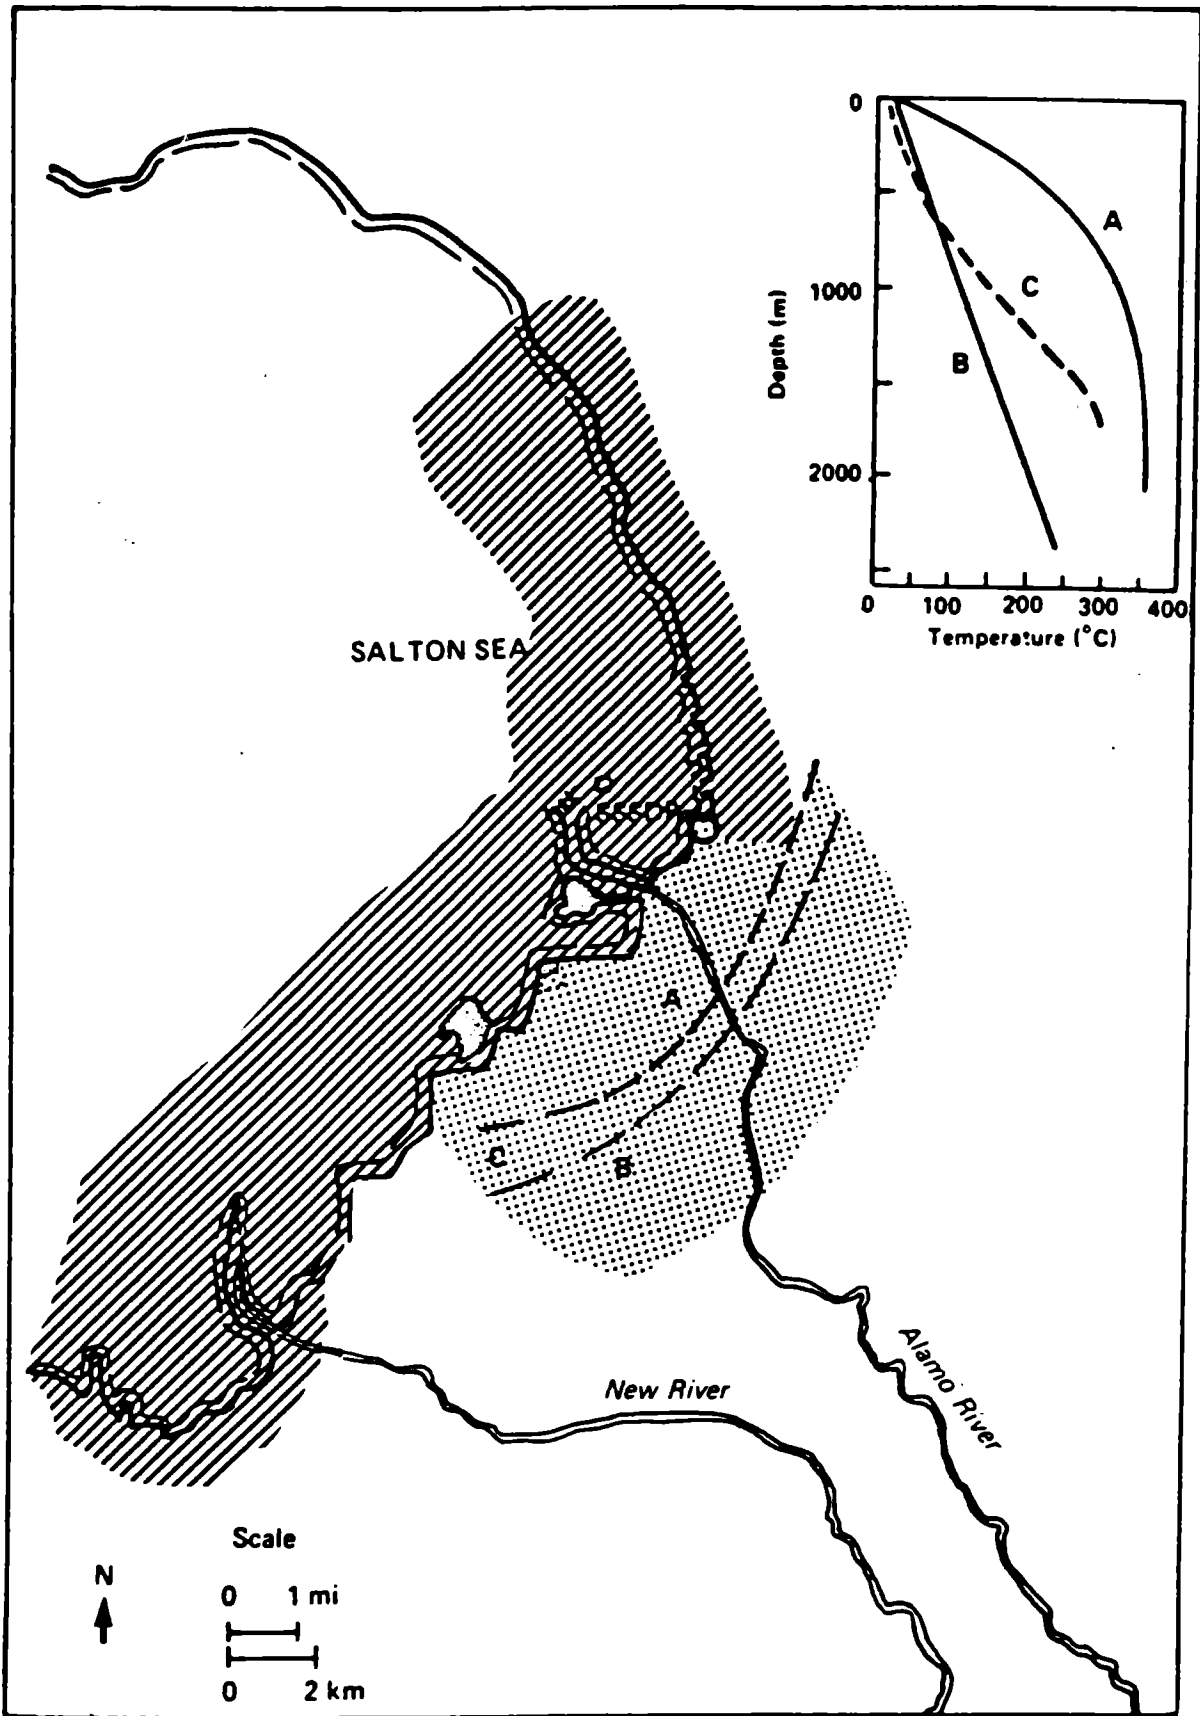 0
1000
2000
Depth (m)
A
C
B
0 100 200 300 400
Temperature (°C)
SALTON SEA
A
C
B
New River
Alamo River
Scale
N
0 1 mi
0 2 km